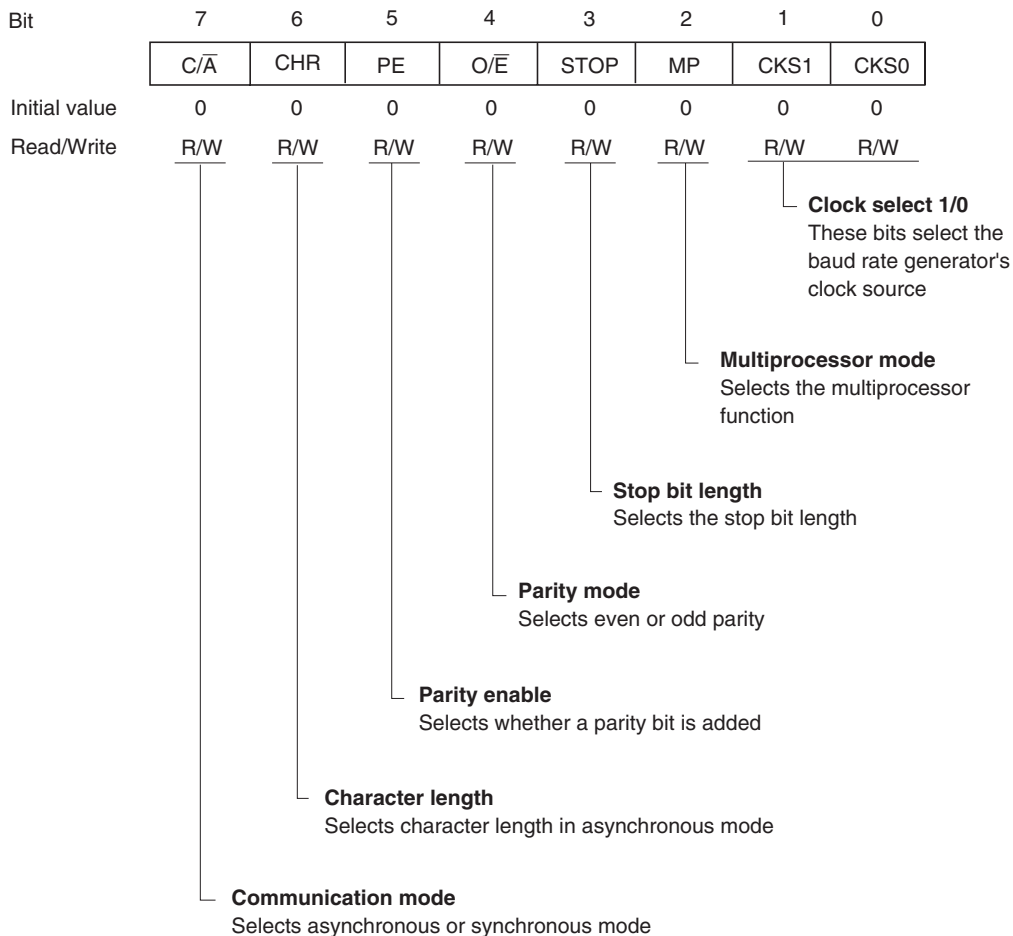 Bit 7 6 5 4 3 2 1 0
C/A̅ CHR PE O/E̅ STOP MP CKS1 CKS0
Initial value 0 0 0 0 0 0 0 0
Read/Write R/W R/W R/W R/W R/W R/W R/W R/W
Clock select 1/0
These bits select the
baud rate generator's
clock source
Multiprocessor mode
Selects the multiprocessor
function
Stop bit length
Selects the stop bit length
Parity mode
Selects even or odd parity
Parity enable
Selects whether a parity bit is added
Character length
Selects character length in asynchronous mode
Communication mode
Selects asynchronous or synchronous mode